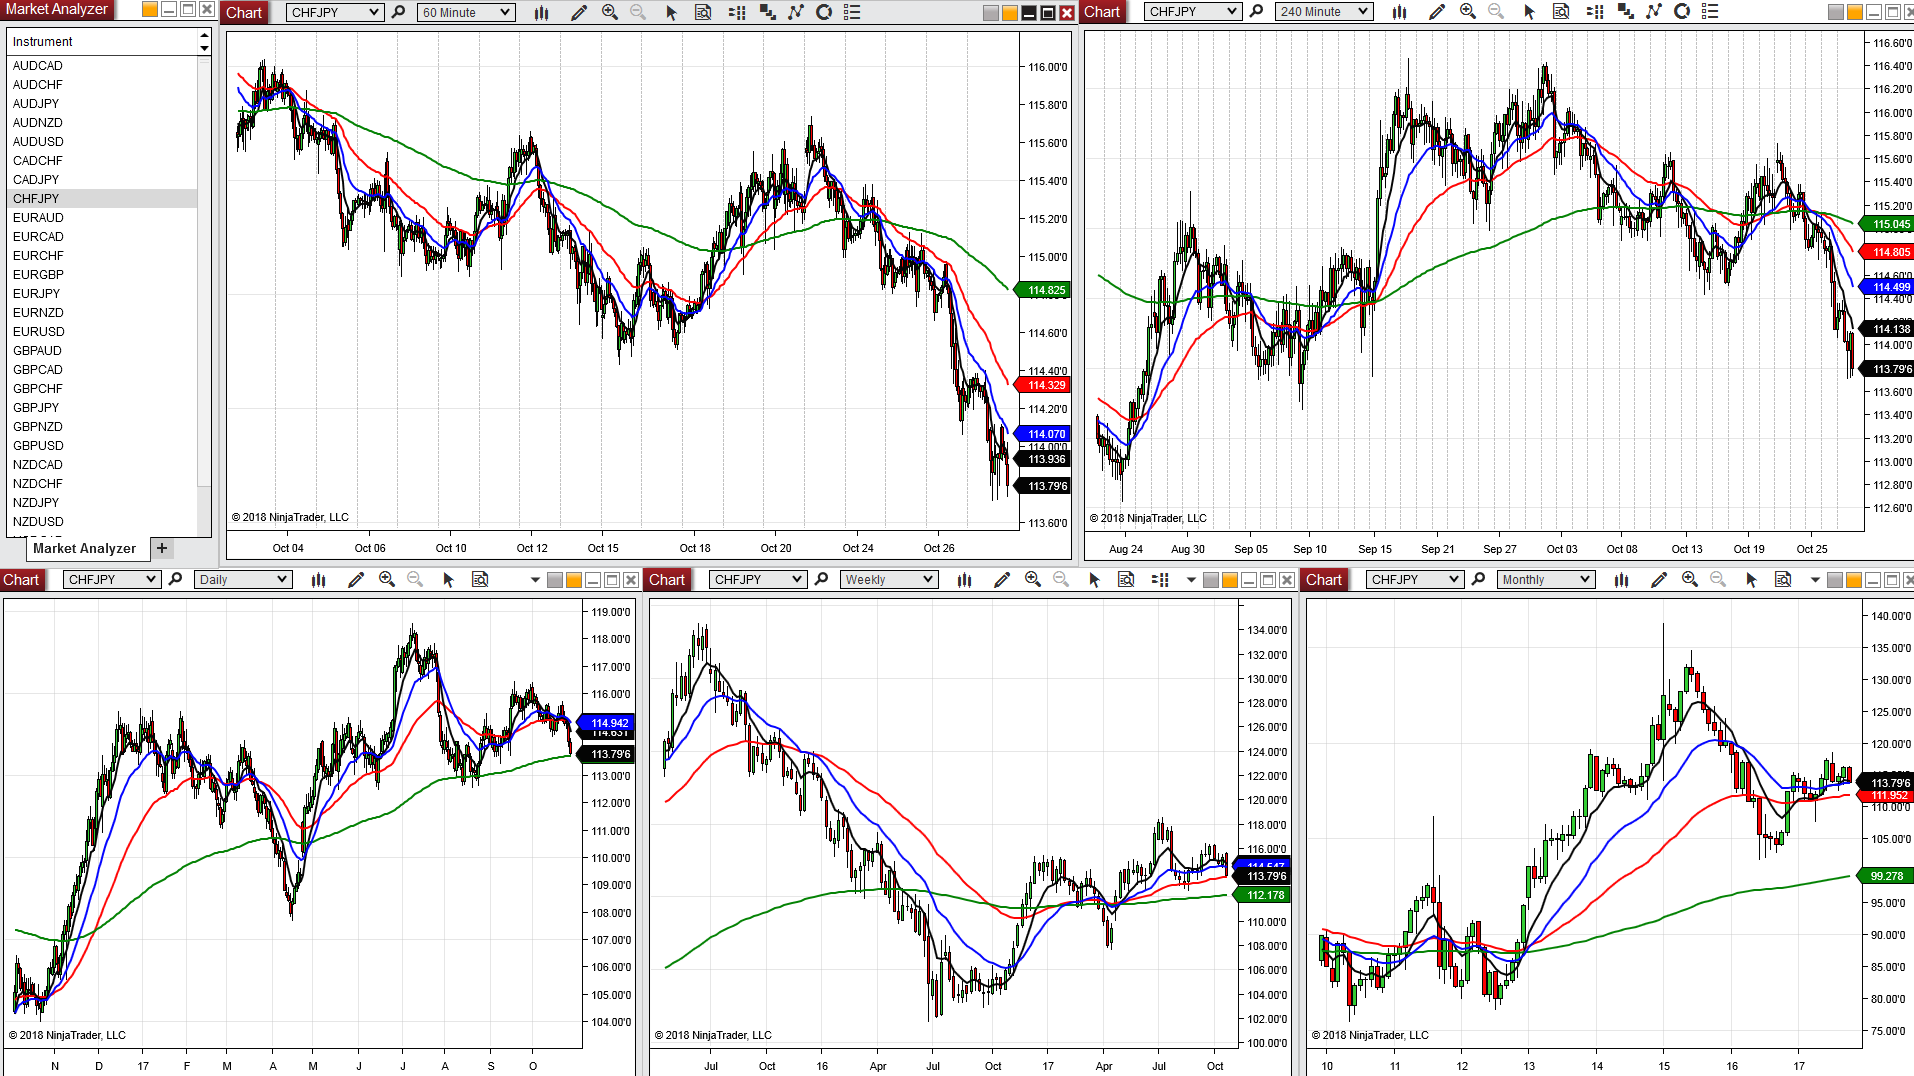 Market Analyzer
Instrument
AUDCAD
AUDCHF
AUDJPY
AUDNZD
AUDUSD
CADCHF
CADJPY
CHFJPY
EURAUD
EURCAD
EURCHF
EURGBP
EURJPY
EURNZD
EURUSD
GBPAUD
GBPCAD
GBPCHF
GBPJPY
GBPNZD
GBPUSD
NZDCAD
NZDCHF
NZDJPY
NZDUSD
Market Analyzer +
Chart CHFJPY 60 Minute
116.00'0
115.80'0
115.60'0
115.40'0
115.20'0
115.00'0
114.825
114.60'0
114.40'0
114.329
114.20'0
114.070
114.00'0
113.936
113.79'6
113.60'0
© 2018 NinjaTrader, LLC
Oct 04 Oct 06 Oct 10 Oct 12 Oct 15 Oct 18 Oct 20 Oct 24 Oct 26
Chart CHFJPY 240 Minute
116.60'0
116.40'0
116.20'0
116.00'0
115.80'0
115.60'0
115.40'0
115.20'0
115.045
114.805
114.60'0
114.499
114.40'0
114.138
114.00'0
113.79'6
113.60'0
113.40'0
113.20'0
113.00'0
112.80'0
112.60'0
© 2018 NinjaTrader, LLC
Aug 24 Aug 30 Sep 05 Sep 10 Sep 15 Sep 21 Sep 27 Oct 03 Oct 08 Oct 13 Oct 19 Oct 25
Chart CHFJPY Daily
119.00'0
118.00'0
117.00'0
116.00'0
114.942
114.631
113.79'6
113.00'0
112.00'0
111.00'0
110.00'0
109.00'0
108.00'0
107.00'0
106.00'0
105.00'0
104.00'0
© 2018 NinjaTrader, LLC
N D 17 F M A M J J A S O
Chart CHFJPY Weekly
134.00'0
132.00'0
130.00'0
128.00'0
126.00'0
124.00'0
122.00'0
120.00'0
118.00'0
116.00'0
114.547
113.79'6
112.178
110.00'0
108.00'0
106.00'0
104.00'0
102.00'0
100.00'0
© 2018 NinjaTrader, LLC
Jul Oct 16 Apr Jul Oct 17 Apr Jul Oct
Chart CHFJPY Monthly
140.00'0
135.00'0
130.00'0
125.00'0
120.00'0
113.79'6
111.952
110.00'0
105.00'0
99.278
95.00'0
90.00'0
85.00'0
80.00'0
75.00'0
© 2018 NinjaTrader, LLC
10 11 12 13 14 15 16 17